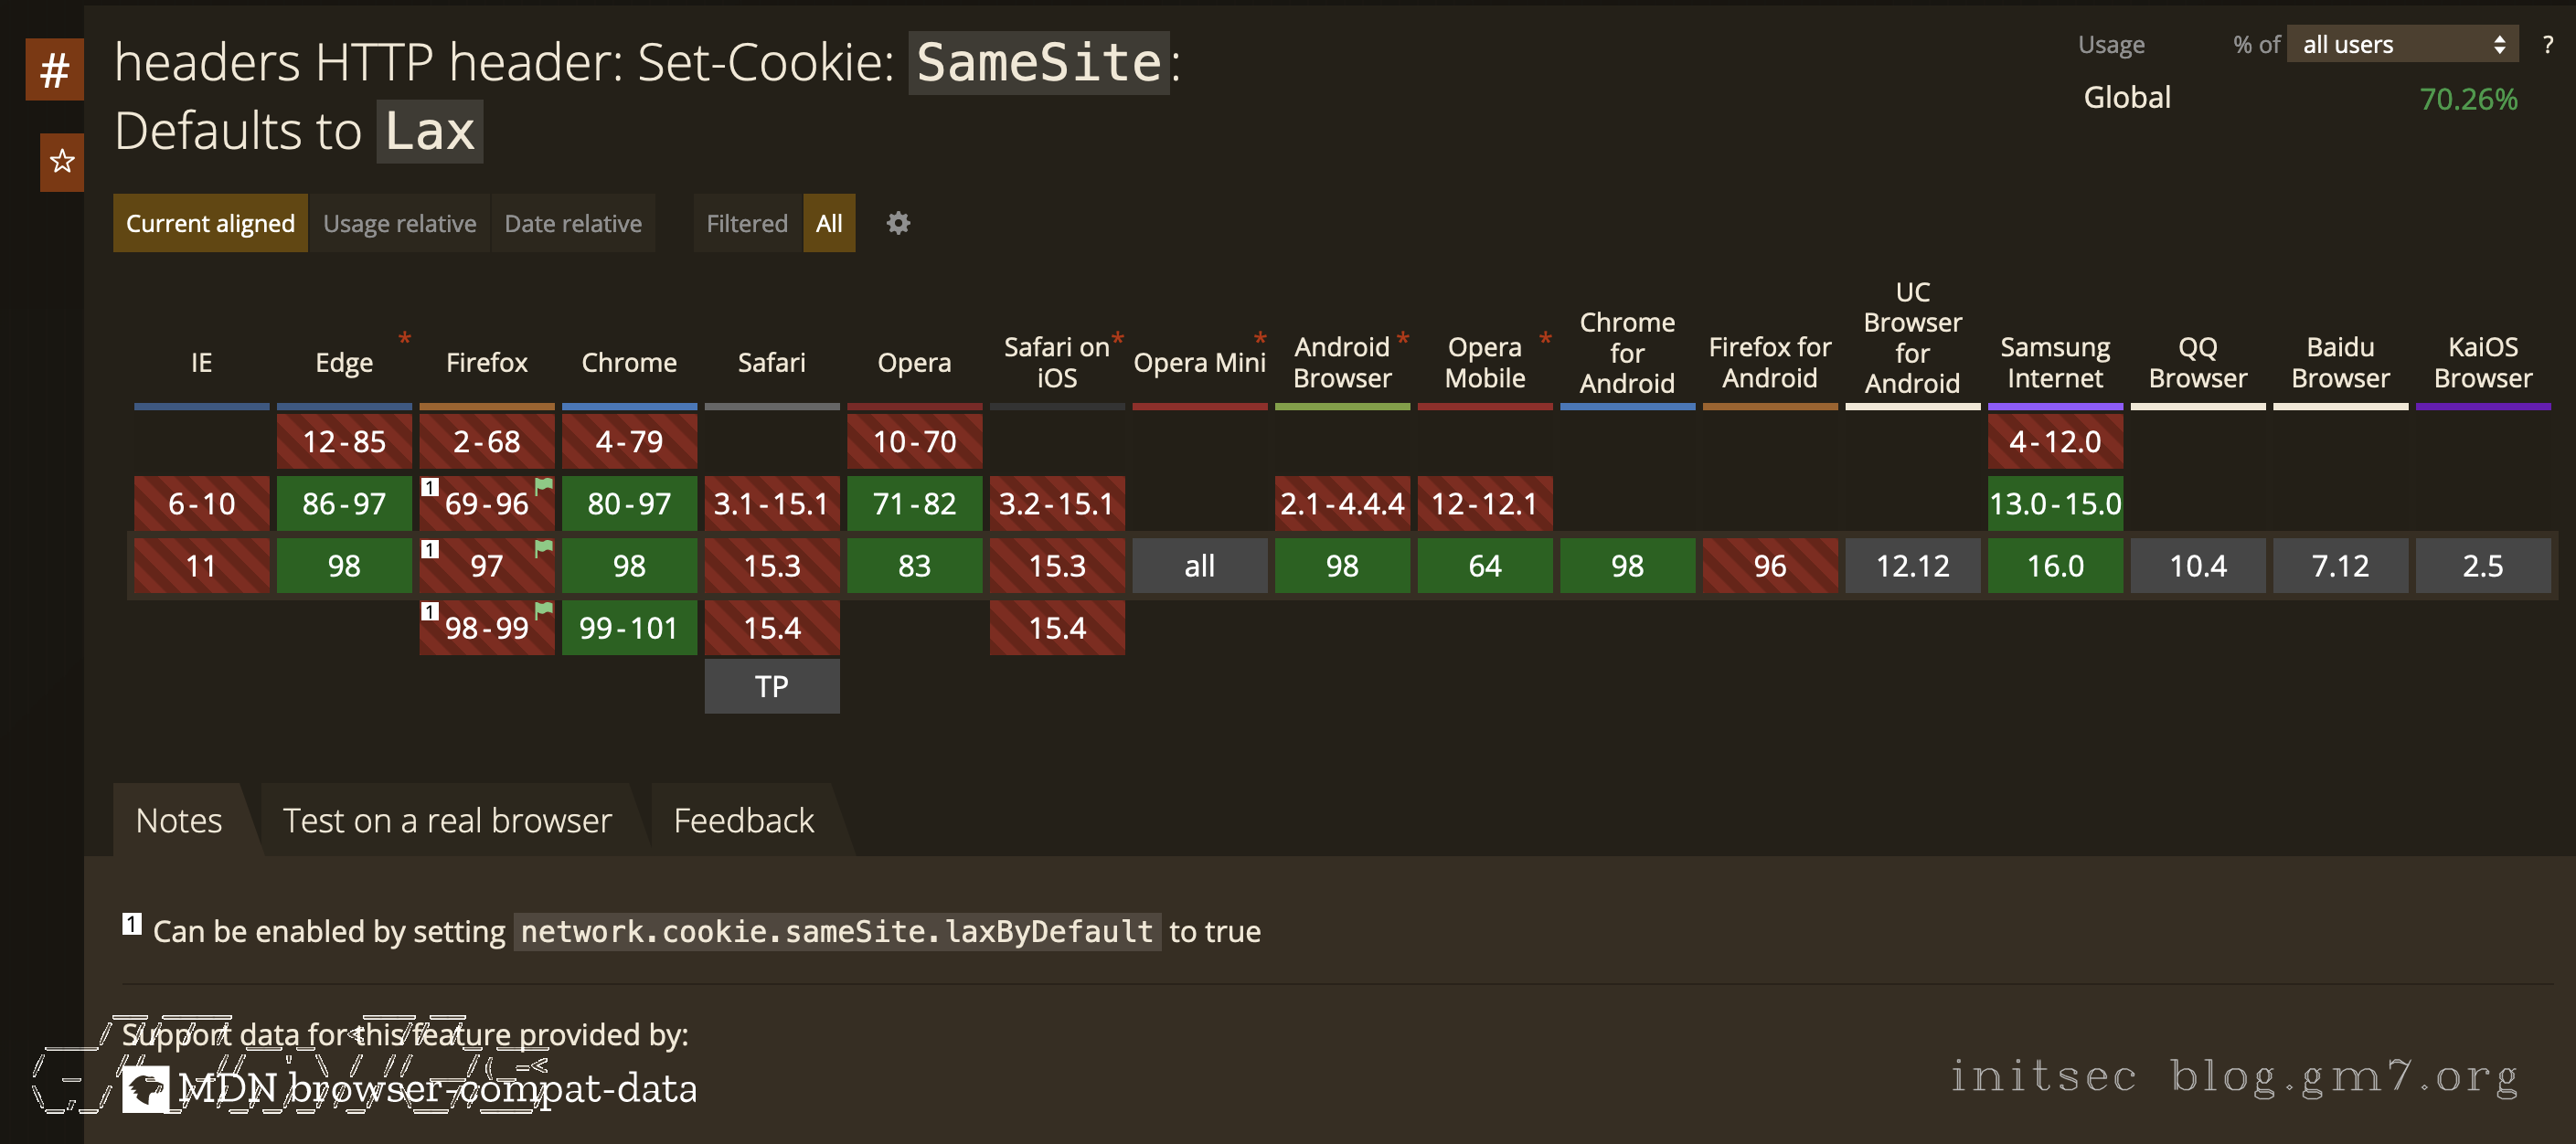 #
headers HTTP header: Set-Cookie: SameSite:
Defaults to Lax
Usage % of all users ?
Global 70.26%
Current aligned Usage relative Date relative Filtered All
IE Edge * Firefox Chrome Safari Opera Safari on iOS * Opera Mini * Android Browser * Opera Mobile * Chrome for Android Firefox for Android UC Browser for Android Samsung Internet QQ Browser Baidu Browser KaiOS Browser
12-85 2-68 4-79 10-70 4-12.0
6-10 86-97 1 69-96 80-97 3.1-15.1 71-82 3.2-15.1 2.1-4.4.4 12-12.1 13.0-15.0
11 98 1 97 98 15.3 83 15.3 all 98 64 98 96 12.12 16.0 10.4 7.12 2.5
1 98-99 99-101 15.4 15.4
TP
Notes Test on a real browser Feedback
1 Can be enabled by setting network.cookie.sameSite.laxByDefault to true
Support data for this feature provided by:
MDN browser-compat-data
initsec blog.gm7.org